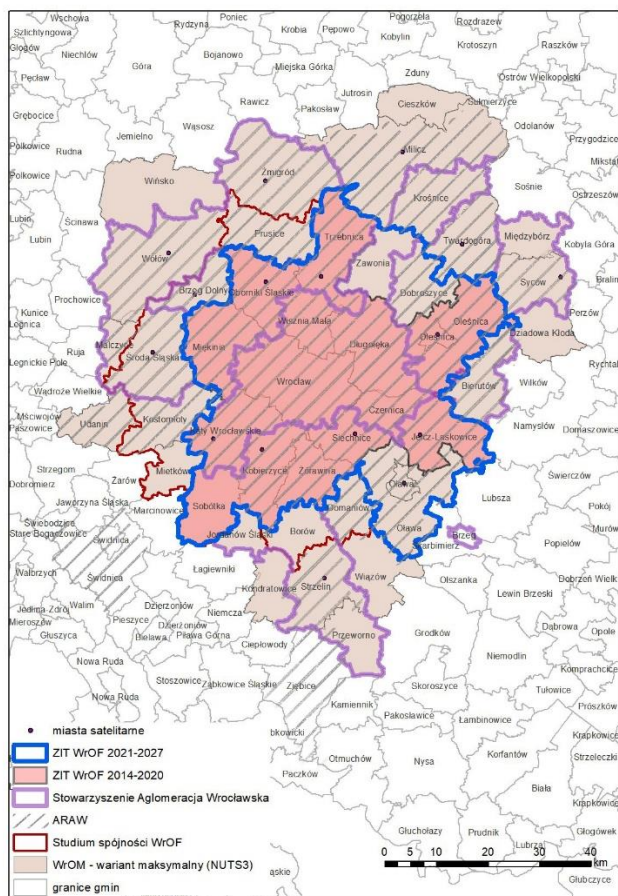 Wschowa
Rydzyna
Poniec
Krobia
Pępowo
Pogorzela
Rozdrażew
Szlichtyngowa
Kobylin
Krotoszyn
Głogów
Niechlów
Bojanowo
Raszków
Góra
Miejska Górka
Zduny
Pęcław
Rawicz
Jutrosin
Ostrów Wielkopolski
Grębocice
Wąsosz
Pakosław
Cieszków
Sulmierzyce
Odolanów
Polkowice
Rudna
Jemielno
Przygodzice
Polkowice
Milicz
Wińsko
Żmigród
Krośnice
Sośnie
Ostrzeszów
Lubin
Ścinawa
Lubin
Prusice
Trzebnica
Twardogóra
Międzybórz
Kobyla Góra
Wołów
Zawonia
Syców
Bralin
Brzeg Dolny
Oborniki Śląskie
Dobroszyce
Prochowice
Wisznia Mała
Oleśnica
Perzów
Kunice
Legnica
Malczyce
Miękinia
Długołęka
Oleśnica
Dziadowa Kłoda
Legnickie Pole
Ruja
Środa Śląska
Rychtal
Wądroże Wielkie
Wrocław
Bierutów
Wilków
Mściwojów
Kostomłoty
Czernica
Namysłów
Paszowice
Udanin
Kąty Wrocławskie
Siechnice
Jelcz-Laskowice
Domaszowice
Strzegom
Mietków
Kobierzyce
Żórawina
Świerczów
Dobromierz
Żarów
Oława
Lubsza
Jaworzyna Śląska
Marcinowice
Sobótka
Domaniów
Pokój
Świebodzice
Oława
Stare Bogaczowice
Świdnica
Jordanów Śląski
Borów
Skarbimierz
Brzeg
Popielów
Murów
Łagiewniki
Wałbrzych
Świdnica
Kondratowice
Strzelin
Wiązów
Olszanka
Jedlina Zdrój
Walim
Dzierżoniów
Niemcza
Lewin Brzeski
Pieszyce
Dzierżoniów
Przeworno
Dąbrowa
Opole
Głuszyca
Bielawa
Piława Górna
Ciepłowody
Grodków
Niemodlin
Nowa Ruda
Komprachcice
Stoszowice
Ząbkowice Śląskie
Ziębice
Skoroszyce
Tułowice
Nowa Ruda
Kamiennik
Prószków
Pakosławice
Łambinowice
Otmuchów
Korfantów
Strzeleczki
Paczków
Nysa
Biała
Głuchołazy
Prudnik
Lubrza
Głogówek
Głubczyce
miasta satelitarne
ZIT WrOF 2021-2027
ZIT WrOF 2014-2020
Stowarzyszenie Aglomeracja Wrocławska
ARAW
Studium spójności WrOF
WrOM - wariant maksymalny (NUTS3)
granice gmin
0 5 10 20 30 40
km